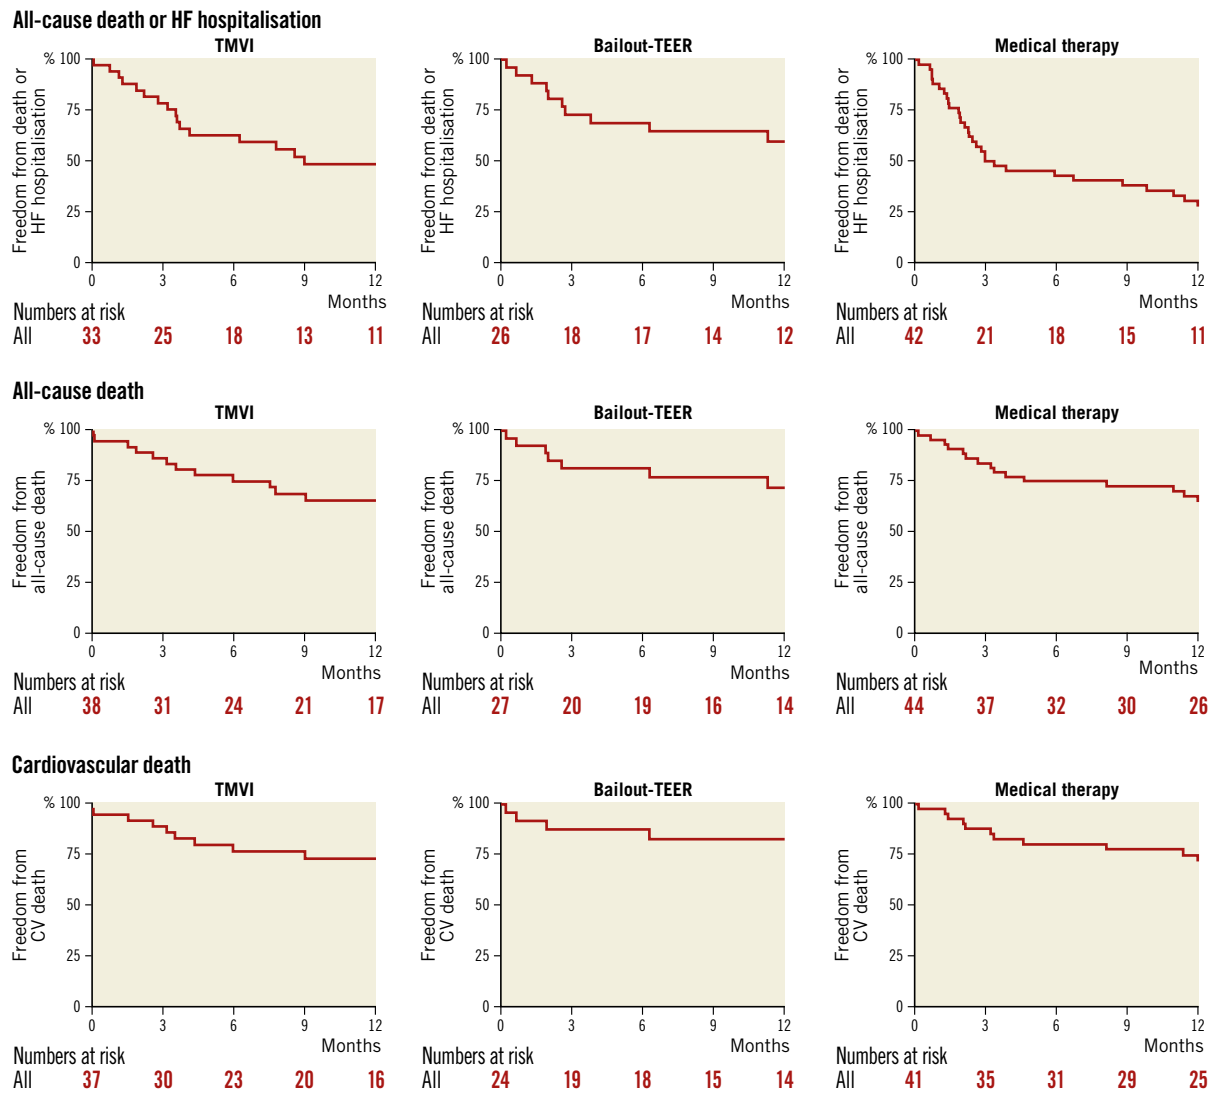 All-cause death or HF hospitalisation
TMVI
% 100
75
50
25
0
Freedom from death or
HF hospitalisation
0 3 6 9 12
Months
Numbers at risk
All 33 25 18 13 11
Bailout-TEER
% 100
75
50
25
0
Freedom from death or
HF hospitalisation
0 3 6 9 12
Months
Numbers at risk
All 26 18 17 14 12
Medical therapy
% 100
75
50
25
0
Freedom from death or
HF hospitalisation
0 3 6 9 12
Months
Numbers at risk
All 42 21 18 15 11
All-cause death
TMVI
% 100
75
50
25
0
Freedom from
all-cause death
0 3 6 9 12
Months
Numbers at risk
All 38 31 24 21 17
Bailout-TEER
% 100
75
50
25
0
Freedom from
all-cause death
0 3 6 9 12
Months
Numbers at risk
All 27 20 19 16 14
Medical therapy
% 100
75
50
25
0
Freedom from
all-cause death
0 3 6 9 12
Months
Numbers at risk
All 44 37 32 30 26
Cardiovascular death
TMVI
% 100
75
50
25
0
Freedom from
CV death
0 3 6 9 12
Months
Numbers at risk
All 37 30 23 20 16
Bailout-TEER
% 100
75
50
25
0
Freedom from
CV death
0 3 6 9 12
Months
Numbers at risk
All 24 19 18 15 14
Medical therapy
% 100
75
50
25
0
Freedom from
CV death
0 3 6 9 12
Months
Numbers at risk
All 41 35 31 29 25